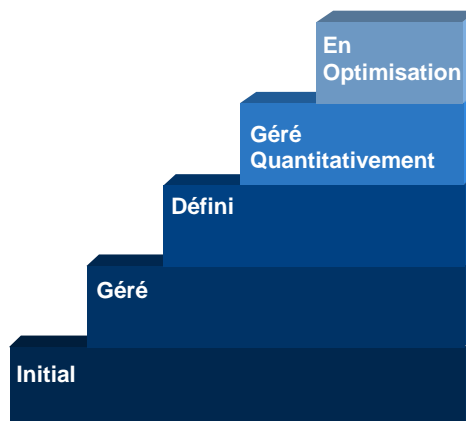 En
Optimisation
Géré
Quantitativement
Défini
Géré
Initial